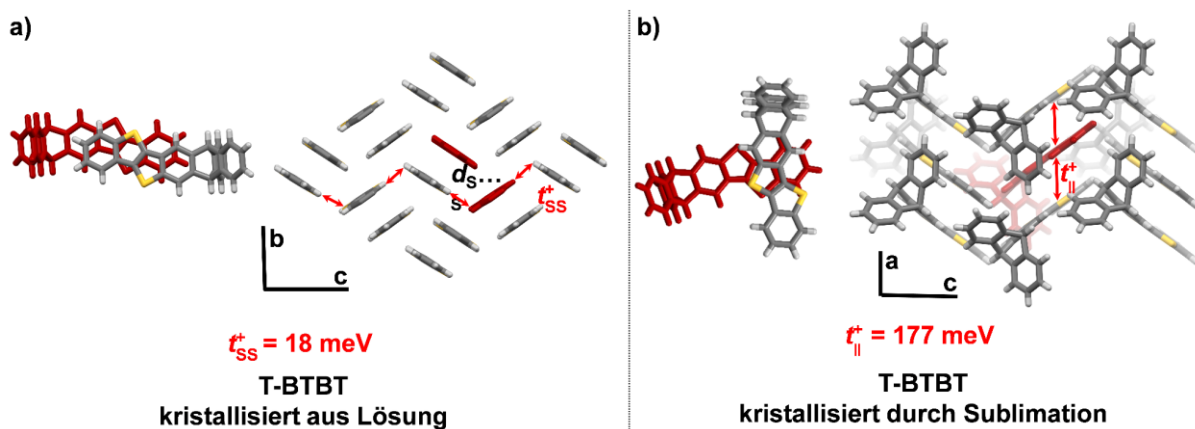 a)
b)
d_S...
S
t⁺_SS
b
c
t⁺_SS = 18 meV
T-BTBT
kristallisiert aus Lösung
t⁺_||
a
c
t⁺_|| = 177 meV
T-BTBT
kristallisiert durch Sublimation